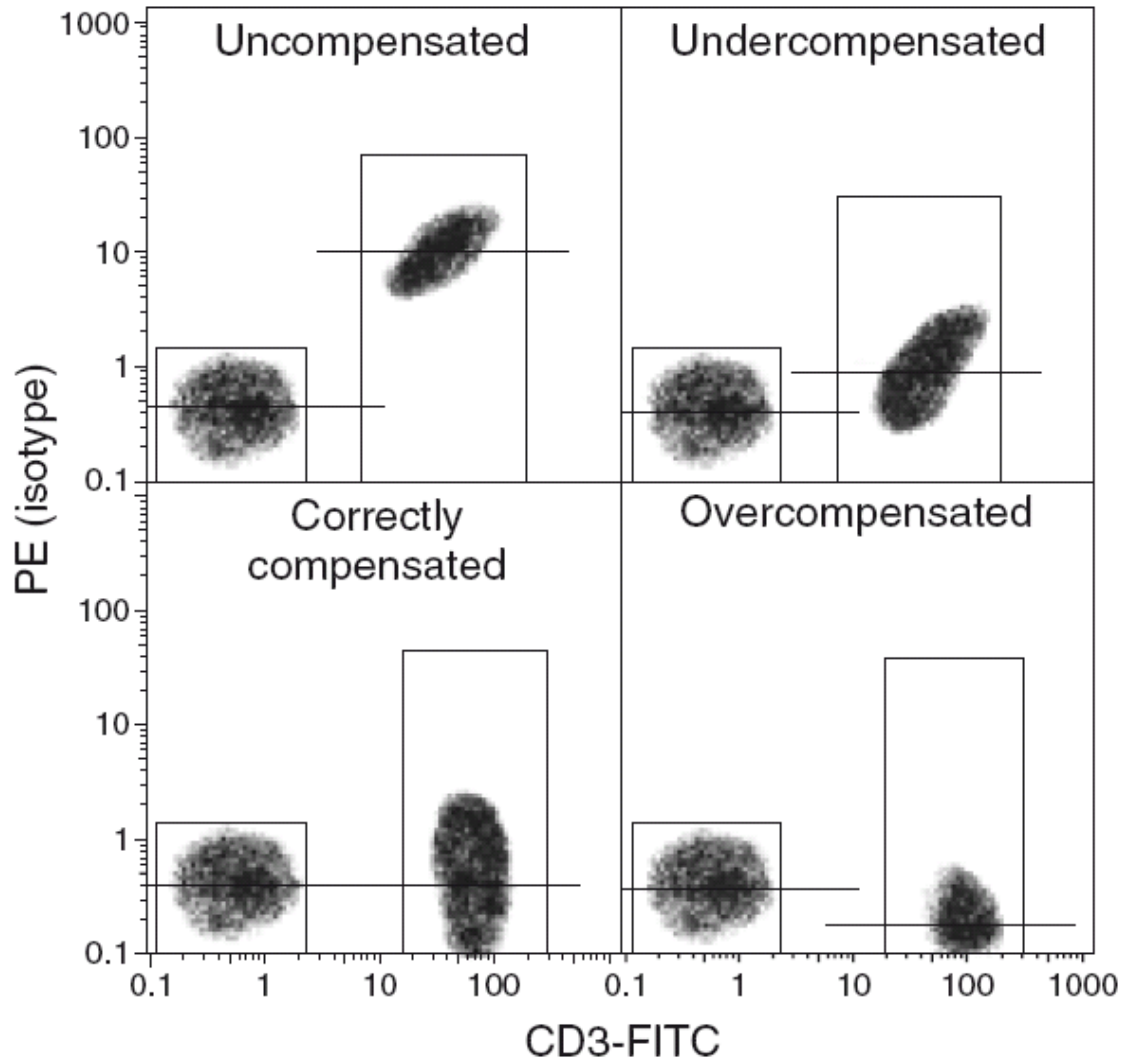 1000
Uncompensated
Undercompensated
100
10
1
0.1
Correctly
compensated
Overcompensated
100
10
1
0.1
PE (isotype)
0.1 1 10 100 0.1 1 10 100 1000
CD3-FITC